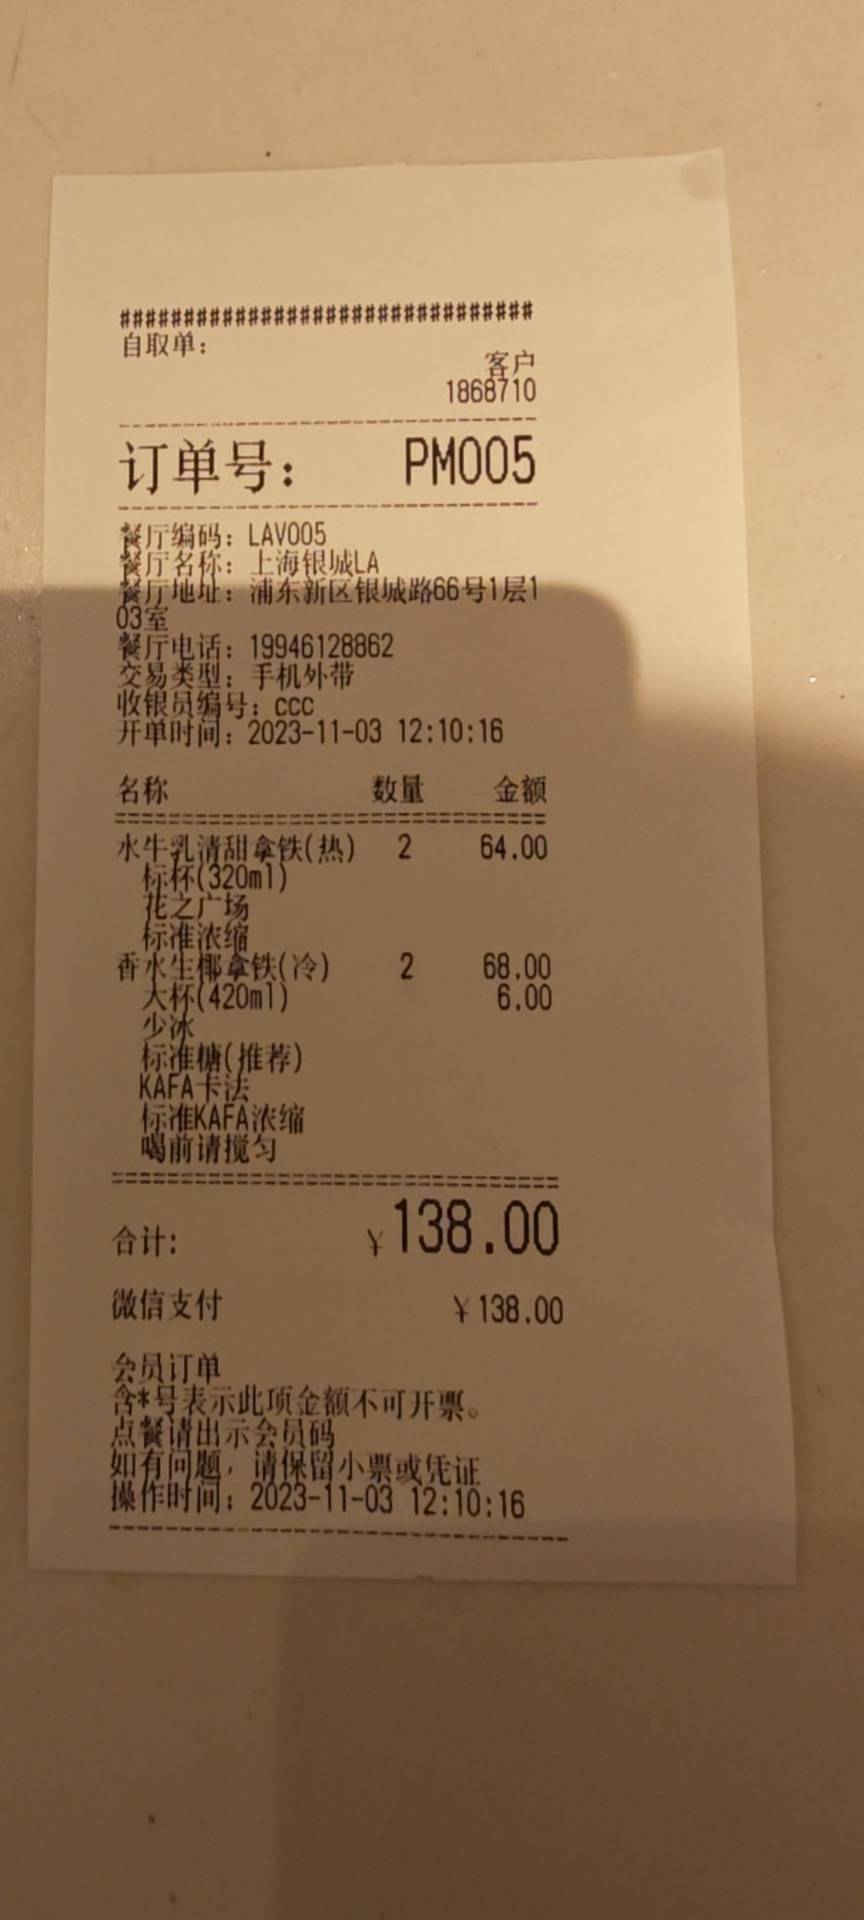 ################################
自取单：
客户
1868710
订单号： PM005
餐厅编码：LAV005
餐厅名称：上海银城LA
餐厅地址：浦东新区银城路66号1层1
03室
餐厅电话：19946128862
交易类型：手机外带
收银员编号：ccc
开单时间：2023-11-03 12:10:16
名称 数量 金额
水牛乳清甜拿铁(热) 2 64.00
标杯(320ml)
花之广场
标准浓缩
香水生椰拿铁(冷) 2 68.00
大杯(420ml) 6.00
少冰
标准糖(推荐)
KAFA卡法
标准KAFA浓缩
喝前请搅匀
合计： ￥138.00
微信支付 ￥138.00
会员订单
含*号表示此项金额不可开票。
点餐请出示会员码
如有问题，请保留小票或凭证
操作时间：2023-11-03 12:10:16